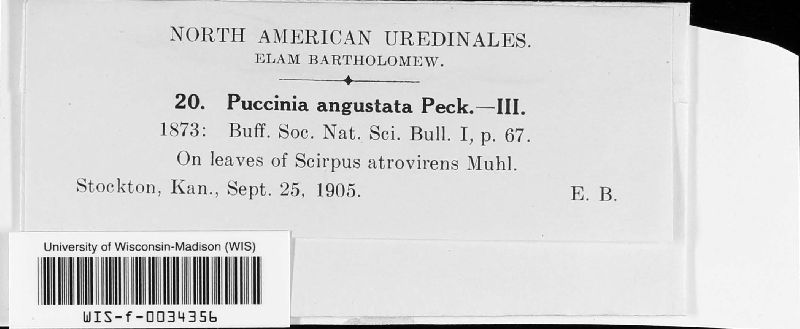 NORTH AMERICAN UREDINALES.
ELAM BARTHOLOMEW.
20. Puccinia angustata Peck.—III.
1873: Buff. Soc. Nat. Sci. Bull. I, p. 67.
On leaves of Scirpus atrovirens Muhl.
Stockton, Kan., Sept. 25, 1905. E. B.
University of Wisconsin-Madison (WIS)
WIS-f-0034356